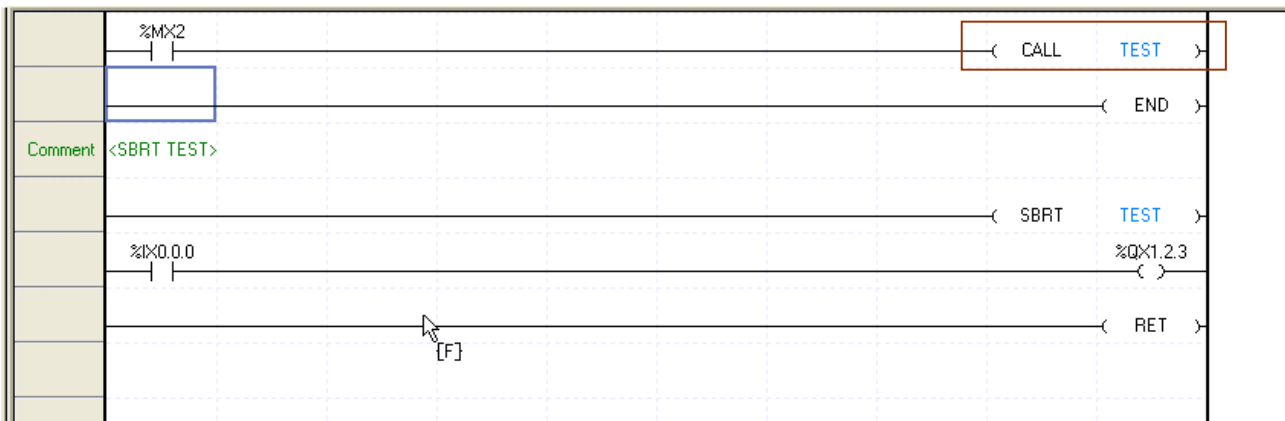 %MX2
CALL TEST
END
Comment <SBRT TEST>
SBRT TEST
%IX0.0.0 %QX1.2.3
RET
{F}